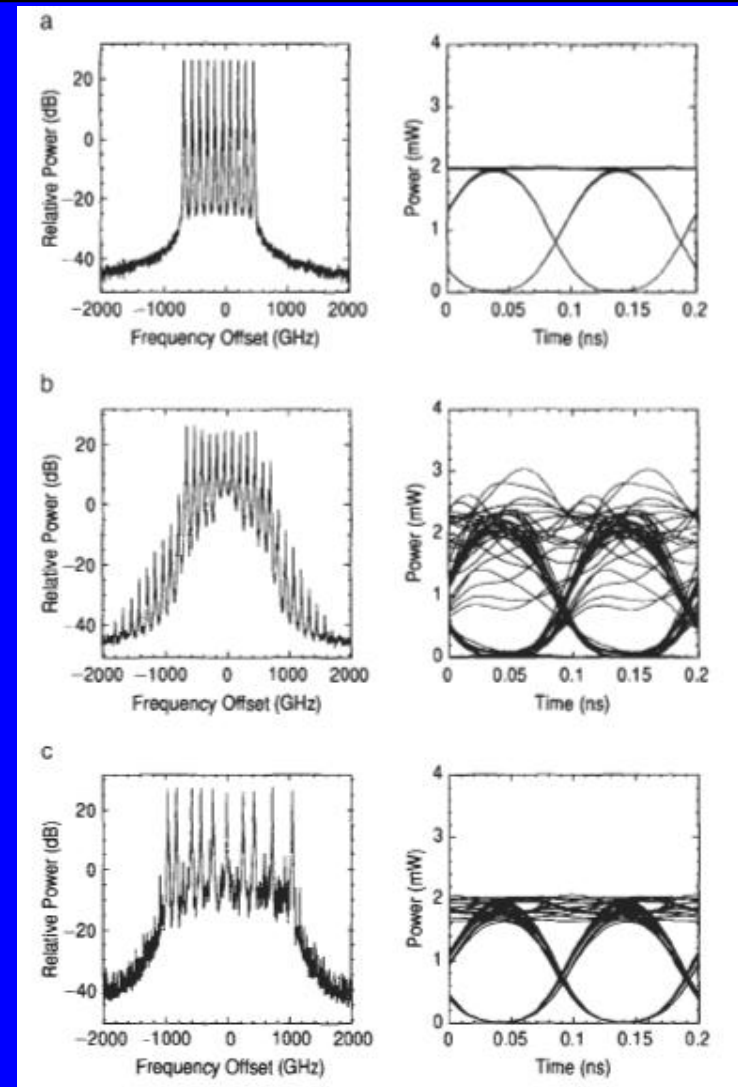 a
Relative Power (dB)
20
0
−20
−40
−2000 −1000 0 1000 2000
Frequency Offset (GHz)
Power (mW)
4
3
2
1
0
0 0.05 0.10 0.15 0.2
Time (ns)
b
Relative Power (dB)
20
0
−20
−40
−2000 −1000 0 1000 2000
Frequency Offset (GHz)
Power (mW)
4
3
2
1
0
0 0.05 0.10 0.15 0.2
Time (ns)
c
Relative Power (dB)
20
0
−20
−40
−2000 −1000 0 1000 2000
Frequency Offset (GHz)
Power (mW)
4
3
2
1
0
0 0.05 0.10 0.15 0.2
Time (ns)